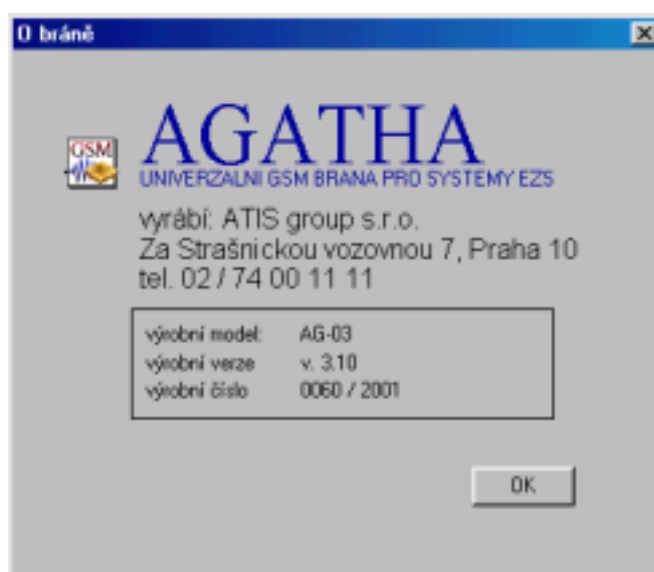 O bráně
GSM
AGATHA
UNIVERZALNI GSM BRANA PRO SYSTEMY EZS
vyrábí: ATIS group s.r.o.
Za Strašnickou vozovnou 7, Praha 10
tel. 02 / 74 00 11 11
výrobní model: AG-03
výrobní verze v. 3.10
výrobní číslo 0060 / 2001
OK